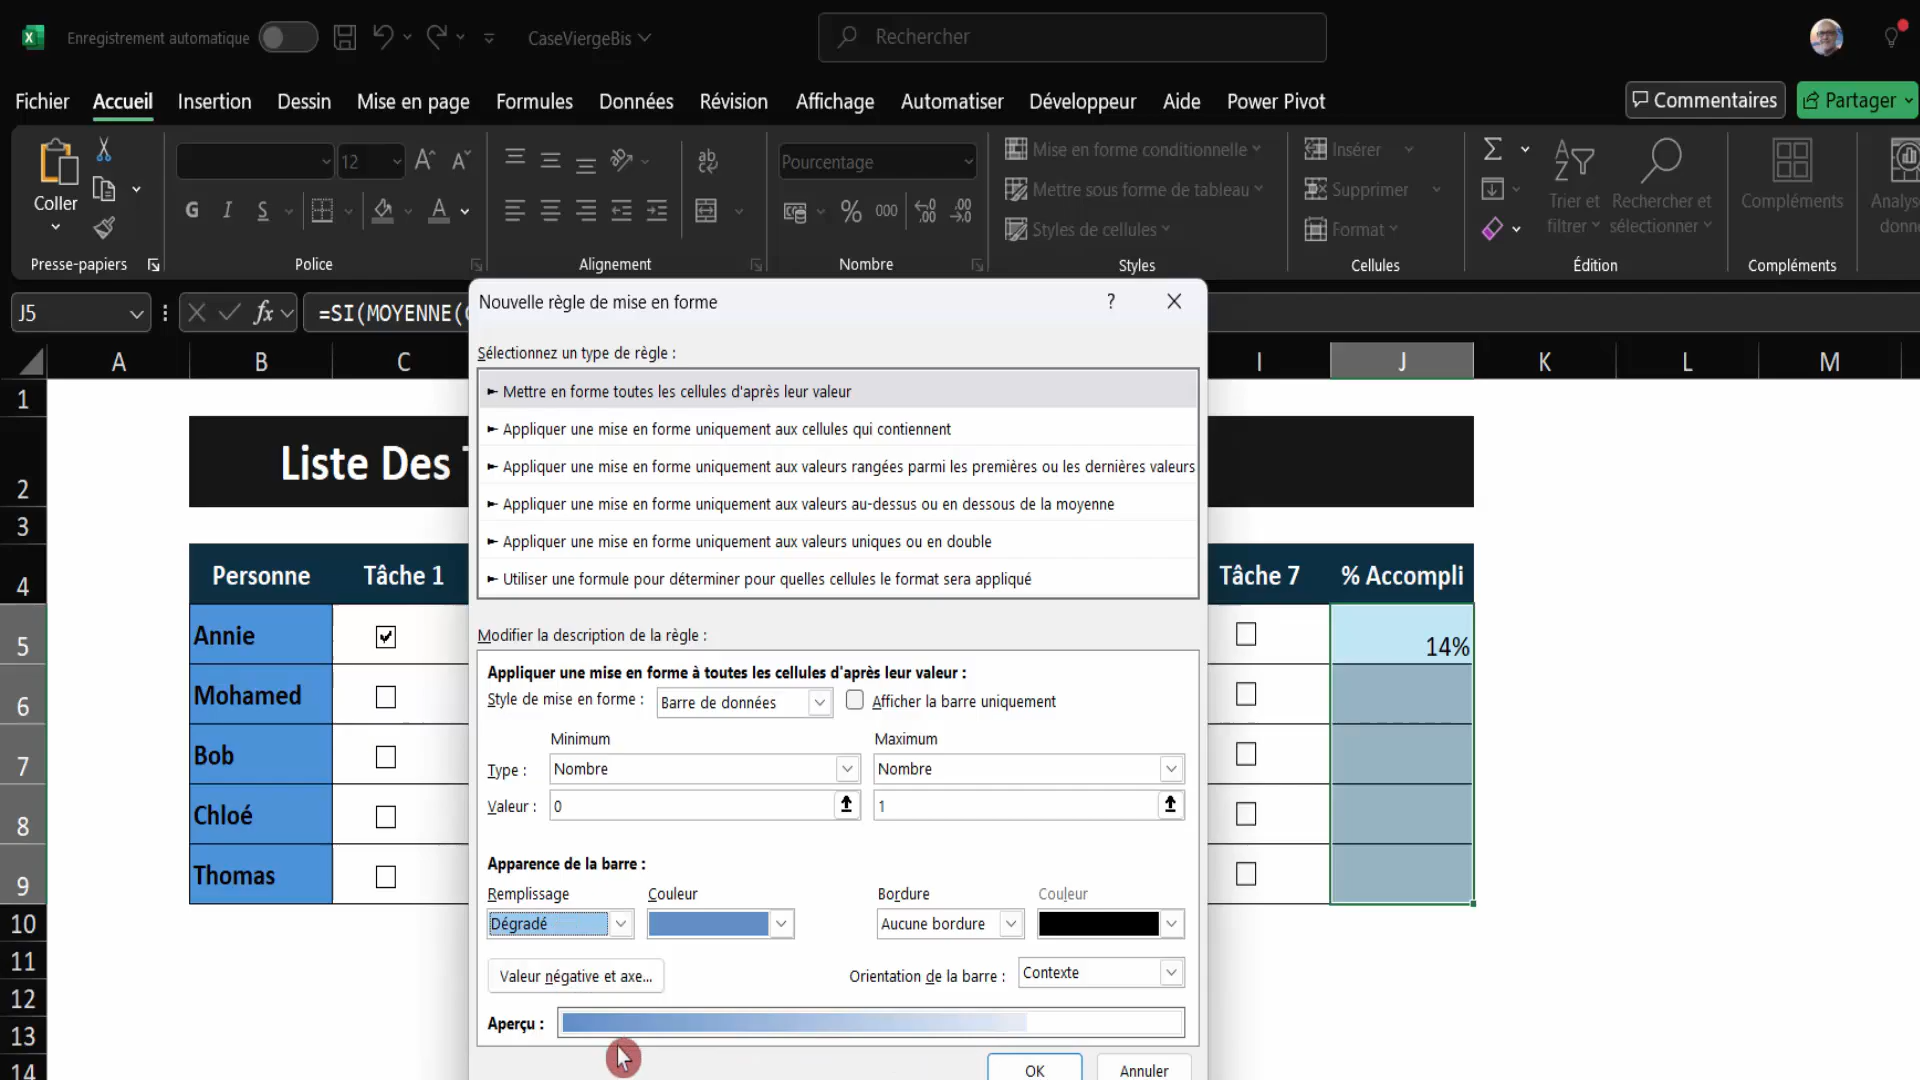 Enregistrement automatique
CaseViergeBis
Rechercher
Fichier Accueil Insertion Dessin Mise en page Formules Données Révision Affichage Automatiser Développeur Aide Power Pivot
Commentaires
Partager
Coller
Presse-papiers
12
G I S A
Police
ab
Alignement
Pourcentage
% 000
Nombre
Mise en forme conditionnelle
Mettre sous forme de tableau
Styles de cellules
Styles
Insérer
Supprimer
Format
Cellules
Trier et
filtrer
Rechercher et
sélectionner
Édition
Compléments
Compléments
Analys
donn
J5
fx
=SI(MOYENNE(
A B C I J K L M
1
2 Liste Des
3
4 Personne Tâche 1 Tâche 7 % Accompli
5 Annie 14%
6 Mohamed
7 Bob
8 Chloé
9 Thomas
10
11
12
13
14
Nouvelle règle de mise en forme
?
Sélectionnez un type de règle :
► Mettre en forme toutes les cellules d'après leur valeur
► Appliquer une mise en forme uniquement aux cellules qui contiennent
► Appliquer une mise en forme uniquement aux valeurs rangées parmi les premières ou les dernières valeurs
► Appliquer une mise en forme uniquement aux valeurs au-dessus ou en dessous de la moyenne
► Appliquer une mise en forme uniquement aux valeurs uniques ou en double
► Utiliser une formule pour déterminer pour quelles cellules le format sera appliqué
Modifier la description de la règle :
Appliquer une mise en forme à toutes les cellules d'après leur valeur :
Style de mise en forme : Barre de données Afficher la barre uniquement
Minimum Maximum
Type : Nombre Nombre
Valeur : 0 1
Apparence de la barre :
Remplissage Couleur Bordure Couleur
Dégradé Aucune bordure
Valeur négative et axe... Orientation de la barre : Contexte
Aperçu :
OK Annuler